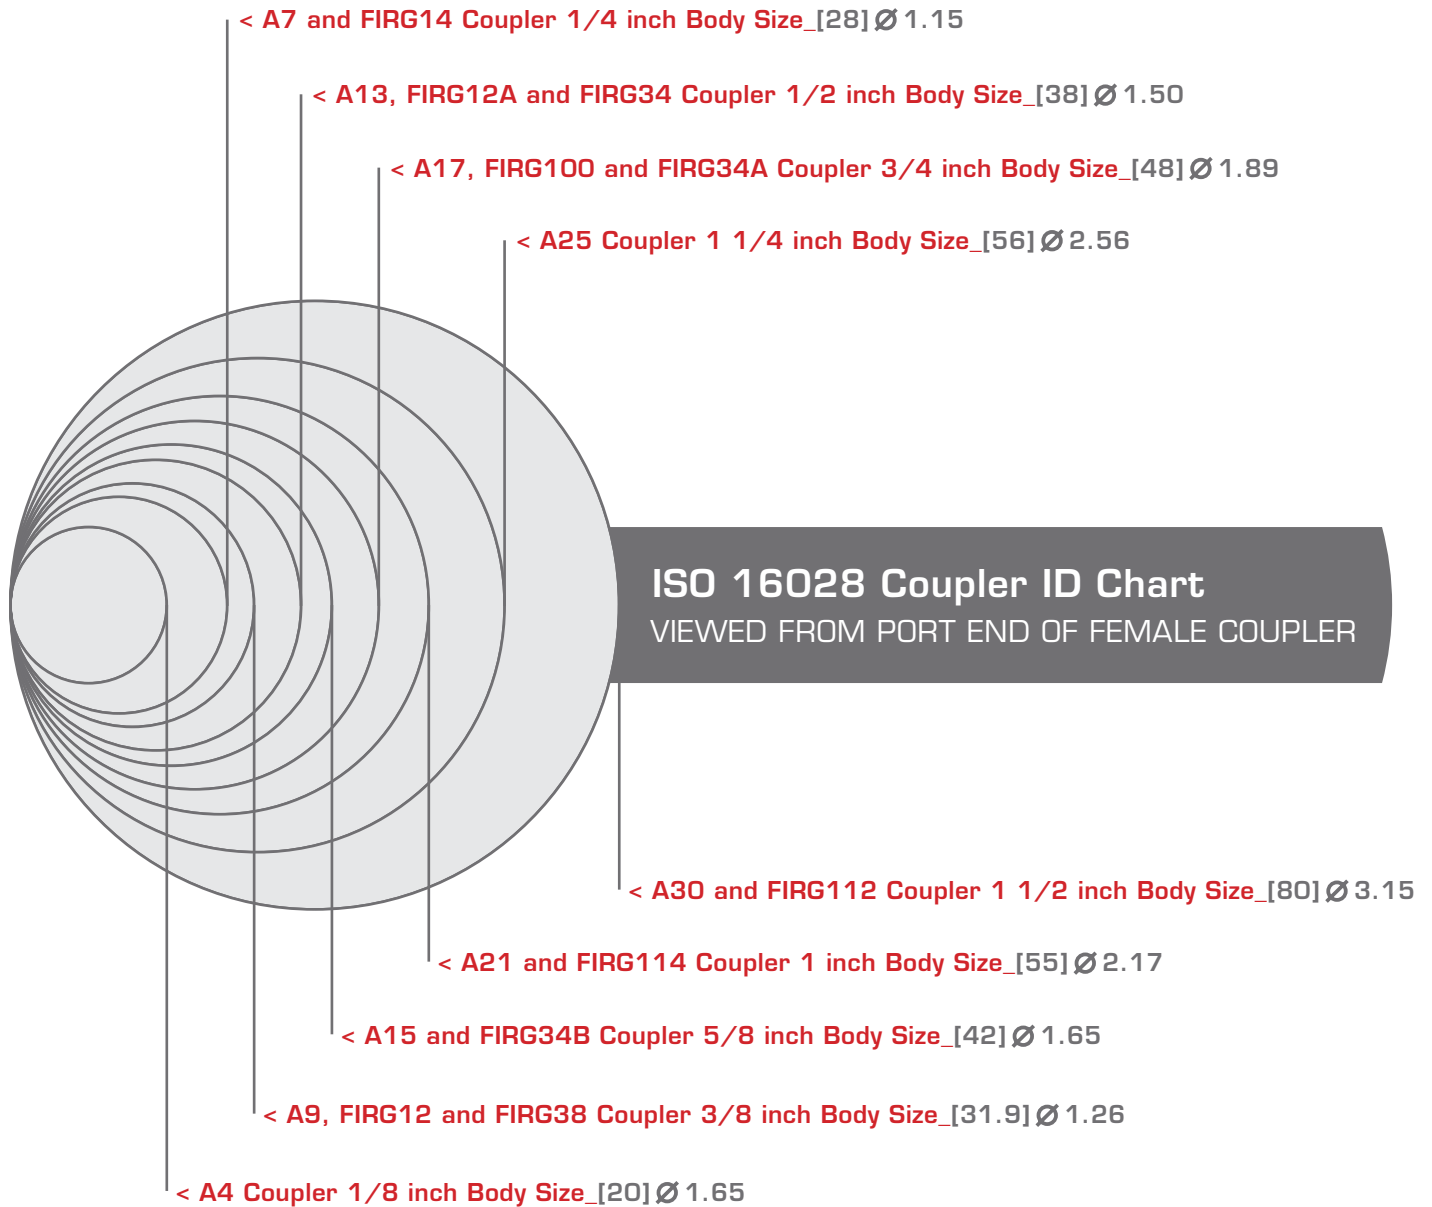 < A7 and FIRG14 Coupler 1/4 inch Body Size_[28]Ø 1.15
< A13, FIRG12A and FIRG34 Coupler 1/2 inch Body Size_[38]Ø 1.50
< A17, FIRG100 and FIRG34A Coupler 3/4 inch Body Size_[48]Ø 1.89
< A25 Coupler 1 1/4 inch Body Size_[56]Ø 2.56
ISO 16028 Coupler ID Chart
VIEWED FROM PORT END OF FEMALE COUPLER
< A30 and FIRG112 Coupler 1 1/2 inch Body Size_[80]Ø 3.15
< A21 and FIRG114 Coupler 1 inch Body Size_[55]Ø 2.17
< A15 and FIRG34B Coupler 5/8 inch Body Size_[42]Ø 1.65
< A9, FIRG12 and FIRG38 Coupler 3/8 inch Body Size_[31.9]Ø 1.26
< A4 Coupler 1/8 inch Body Size_[20]Ø 1.65